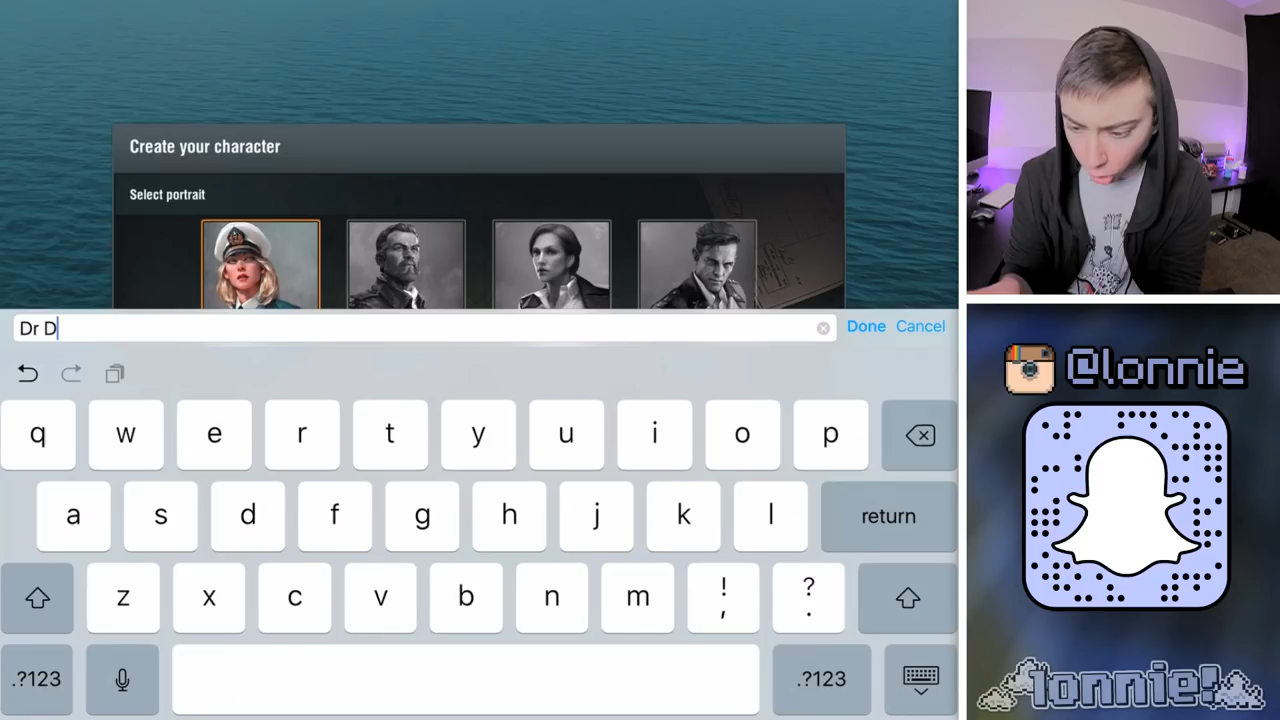 Create your character
Select portrait
Dr D
Done Cancel
q w e r t y u i o p
a s d f g h j k l return
z x c v b n m ! , ? .
.?123 .?123
@lonnie
lonnie!